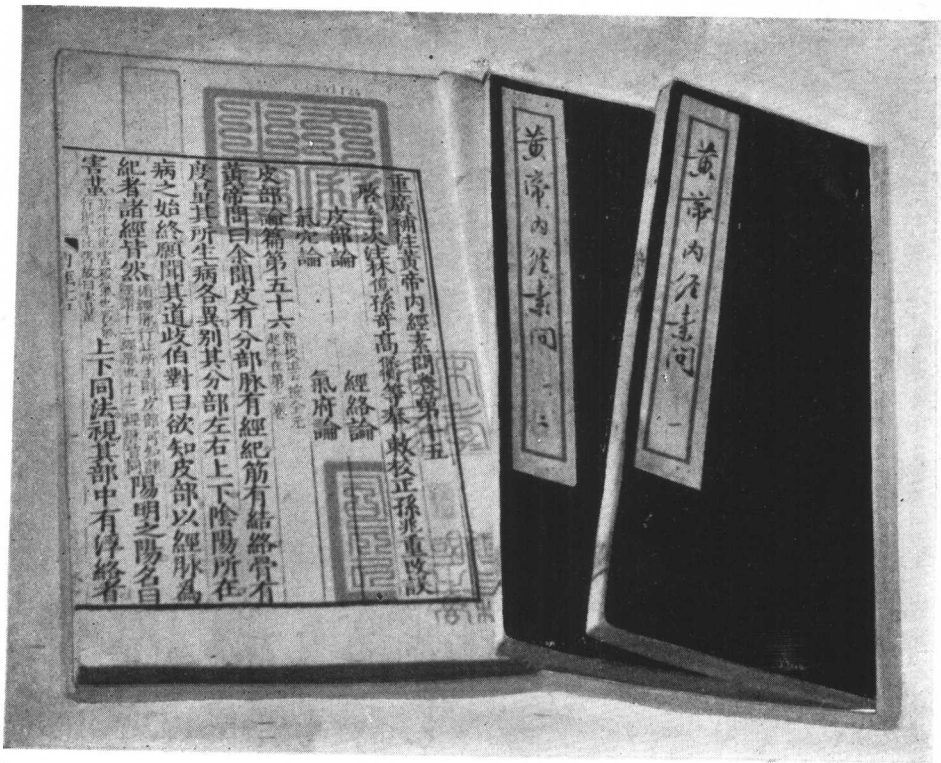 重廣補注黃帝內經素問卷第十五
啓玄子次注林億孫奇高保衡等奉敕校正孫兆重改誤
皮部論 經絡論
氣穴論 氣府論
皮部論篇第五十六
黃帝問曰余聞皮有分部脉有經紀筋有結絡骨有
度量其所生病各異別其分部左右上下陰陽所在
病之始終願聞其道歧伯對曰欲知皮部以經脉爲
紀者諸經皆然 陽明之陽名曰
害蜚 上下同法視其部中有浮絡者
黃帝內經素問 一二
黃帝內经素問 一